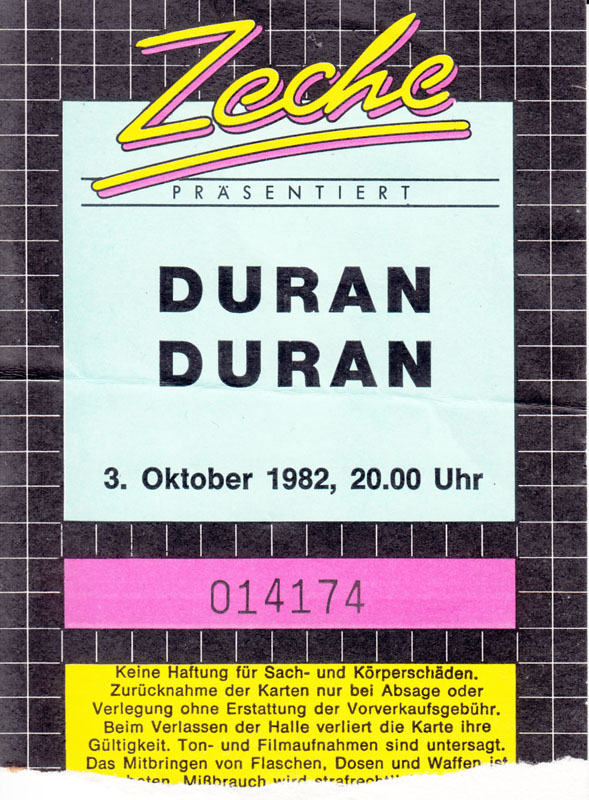 Zeche
PRÄSENTIERT
DURAN
DURAN
3. Oktober 1982, 20.00 Uhr
014174
Keine Haftung für Sach- und Körperschäden.
Zurücknahme der Karten nur bei Absage oder
Verlegung ohne Erstattung der Vorverkaufsgebühr.
Beim Verlassen der Halle verliert die Karte ihre
Gültigkeit. Ton- und Filmaufnahmen sind untersagt.
Das Mitbringen von Flaschen, Dosen und Waffen ist
Mißbrauch wird